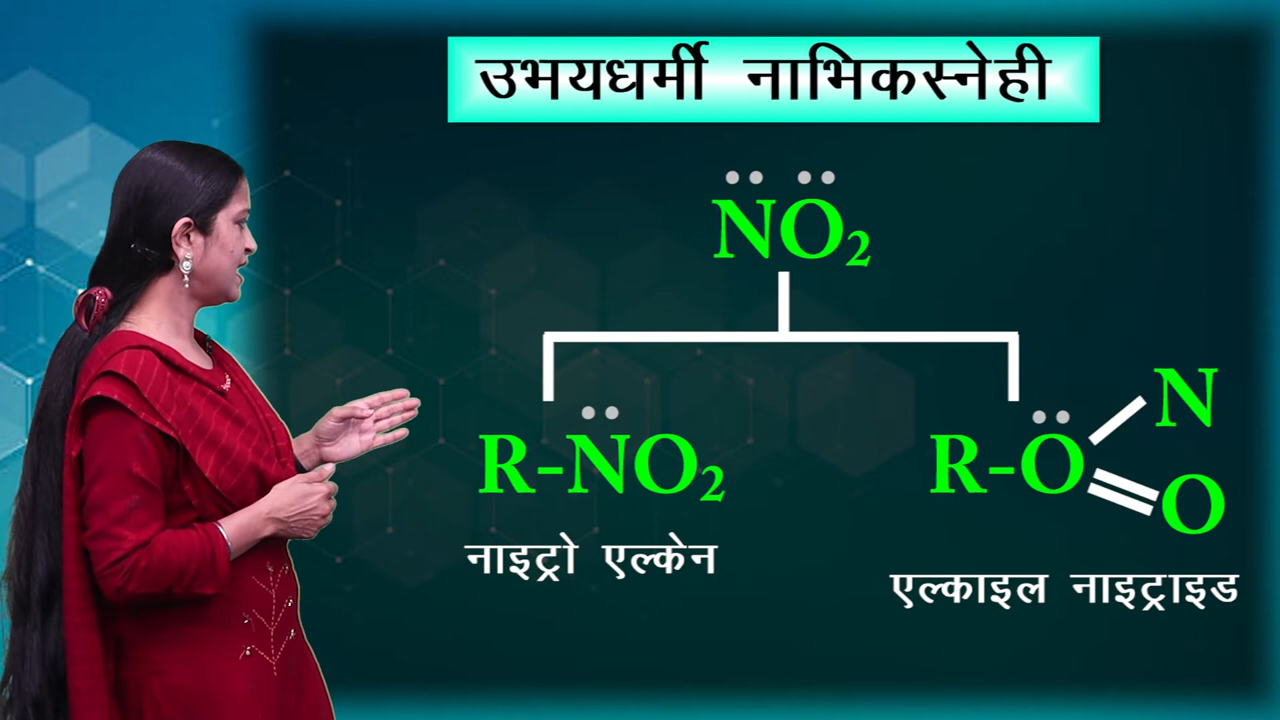 उभयधर्मी नाभिकस्नेही
NO₂
R-NO₂
R-O
N
O
नाइट्रो एल्केन
एल्काइल नाइट्राइड